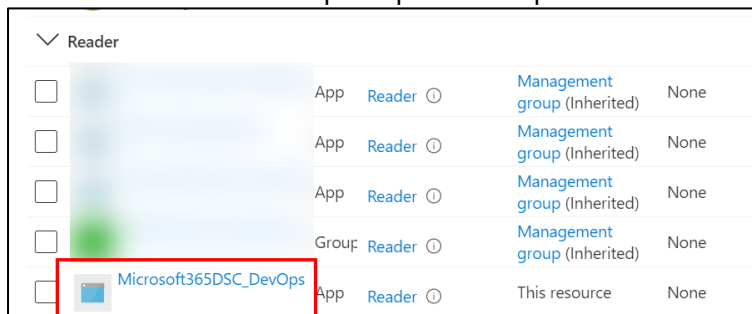 Reader
App Reader Management group (Inherited) None
App Reader Management group (Inherited) None
App Reader Management group (Inherited) None
Group Reader Management group (Inherited) None
Microsoft365DSC_DevOps App Reader This resource None